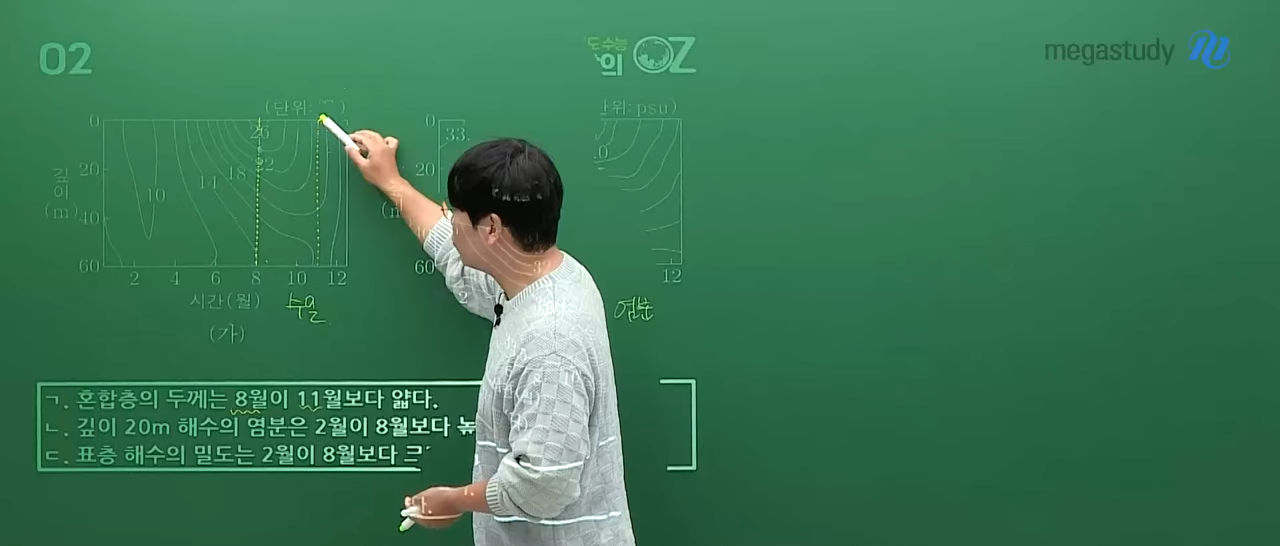 02
도수능
의 OZ
megastudy
(단위: )
단위: psu)
0
20
40
60
깊이
(m)
26
22
18
14
10
2 4 6 8 10 12
시간(월)
수온
(가)
0
33.
20
60
12
염분
ㄱ. 혼합층의 두께는 8월이 11월보다 얇다.
ㄴ. 깊이 20m 해수의 염분은 2월이 8월보다
ㄷ. 표층 해수의 밀도는 2월이 8월보다